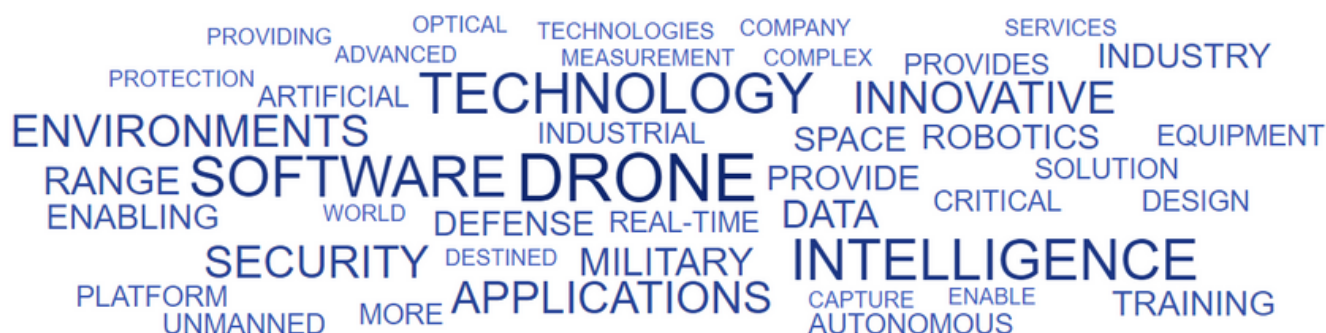 PROVIDING OPTICAL TECHNOLOGIES COMPANY SERVICES
ADVANCED MEASUREMENT COMPLEX PROVIDES INDUSTRY
PROTECTION ARTIFICIAL TECHNOLOGY INNOVATIVE
ENVIRONMENTS INDUSTRIAL SPACE ROBOTICS EQUIPMENT
RANGE SOFTWARE DRONE PROVIDE SOLUTION
ENABLING WORLD DEFENSE REAL-TIME DATA CRITICAL DESIGN
SECURITY DESTINED MILITARY INTELLIGENCE
PLATFORM MORE APPLICATIONS CAPTURE ENABLE TRAINING
UNMANNED AUTONOMOUS